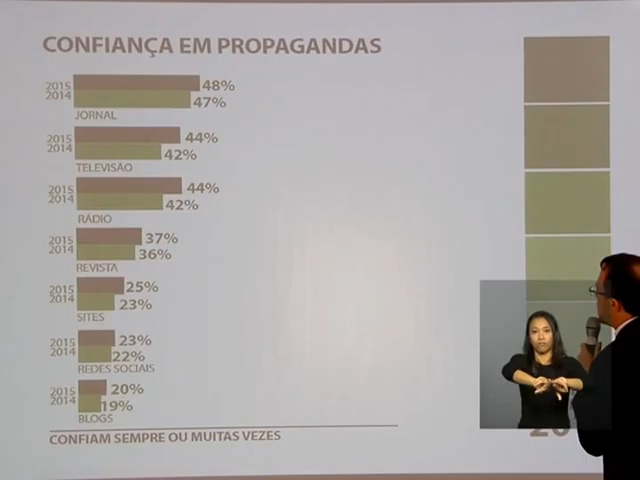 CONFIANÇA EM PROPAGANDAS
2015 48%
2014 47%
JORNAL
2015 44%
2014 42%
TELEVISÃO
2015 44%
2014 42%
RÁDIO
2015 37%
2014 36%
REVISTA
2015 25%
2014 23%
SITES
2015 23%
2014 22%
REDES SOCIAIS
2015 20%
2014 19%
BLOGS
CONFIAM SEMPRE OU MUITAS VEZES